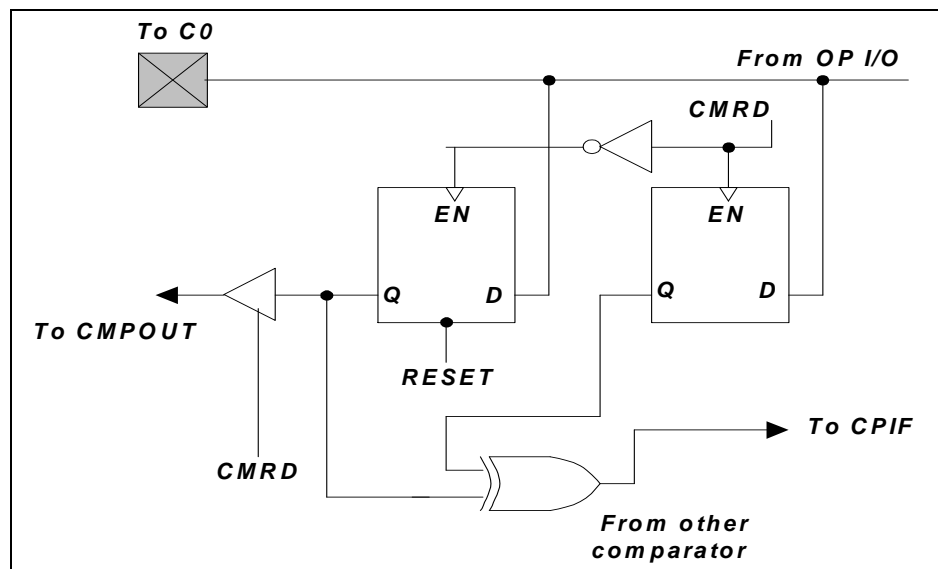 To C0
From OP I/O
CMRD
EN
EN
Q
D
Q
D
To CMPOUT
RESET
CMRD
To CPIF
From other
comparator